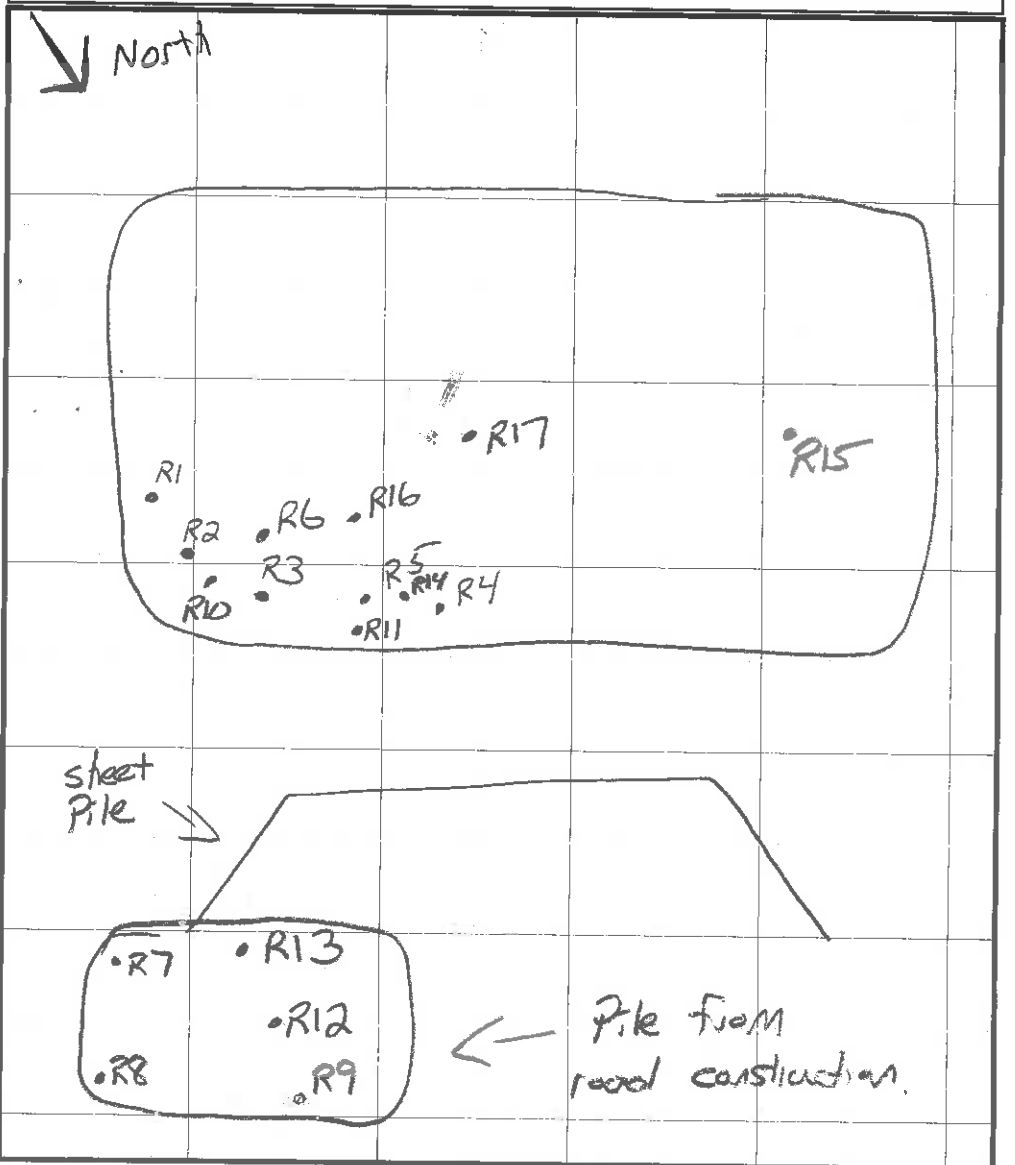 North
R17
R15
R1
R16
R6
R2
R3
R5
R14
R4
R10
R11
sheet
Pile
R13
R7
R12
R8
R9
Pile from
road construction.